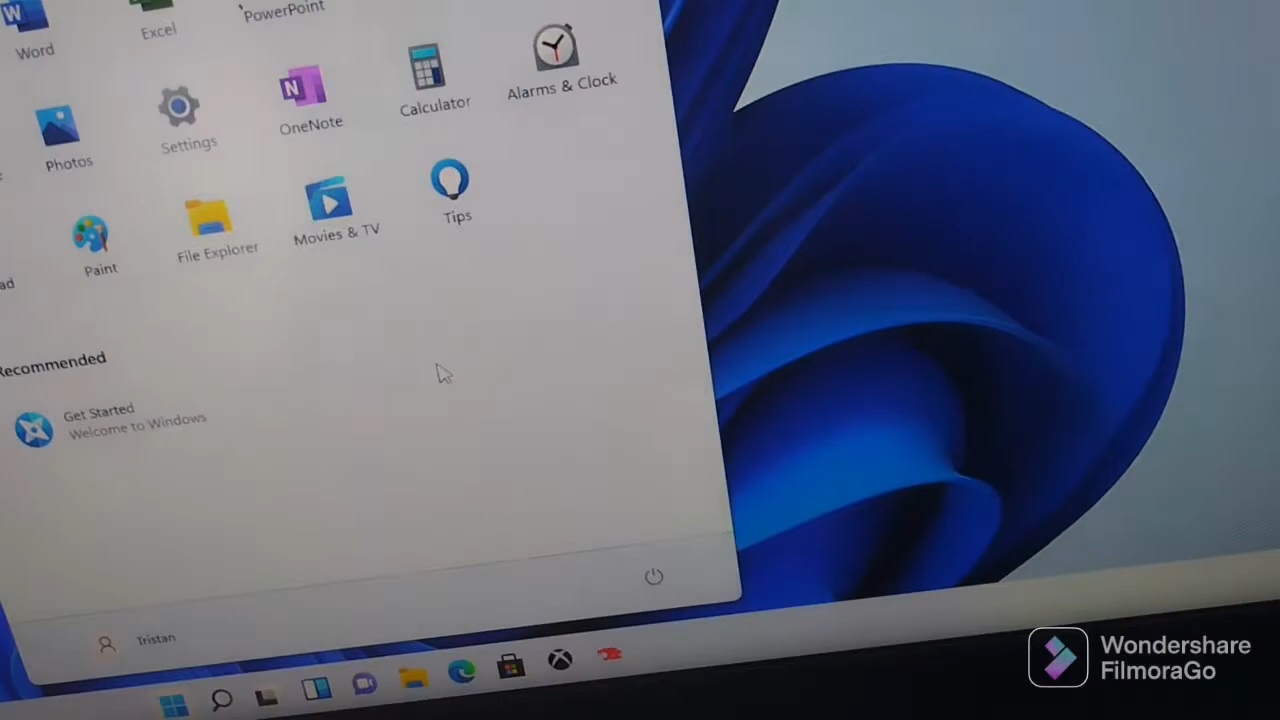 Word
Excel
PowerPoint
Photos
Settings
OneNote
Calculator
Alarms & Clock
Paint
File Explorer
Movies & TV
Tips
Recommended
Get Started
Welcome to Windows
Tristan
Wondershare
FilmoraGo